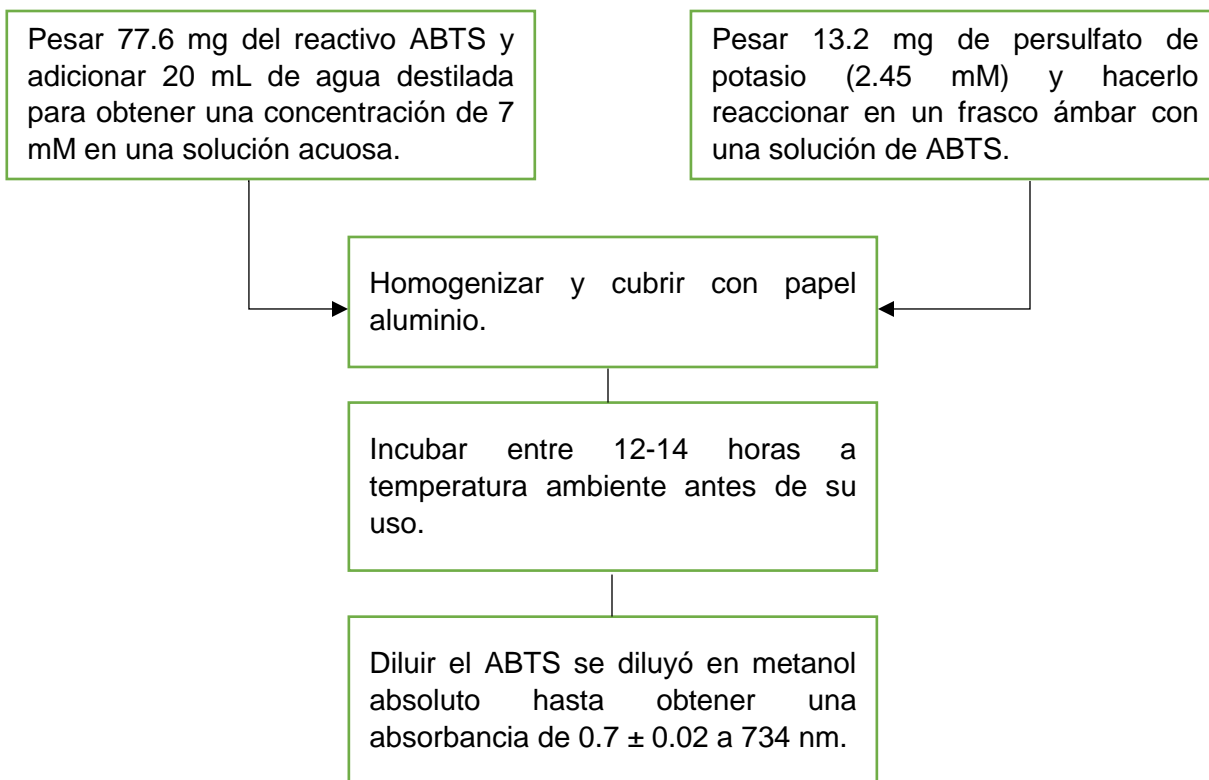 Pesar 77.6 mg del reactivo ABTS y
adicionar 20 mL de agua destilada
para obtener una concentración de 7
mM en una solución acuosa.
Pesar 13.2 mg de persulfato de
potasio (2.45 mM) y hacerlo
reaccionar en un frasco ámbar con
una solución de ABTS.
Homogenizar y cubrir con papel
aluminio.
Incubar entre 12-14 horas a
temperatura ambiente antes de su
uso.
Diluir el ABTS se diluyó en metanol
absoluto hasta obtener una
absorbancia de 0.7 ± 0.02 a 734 nm.